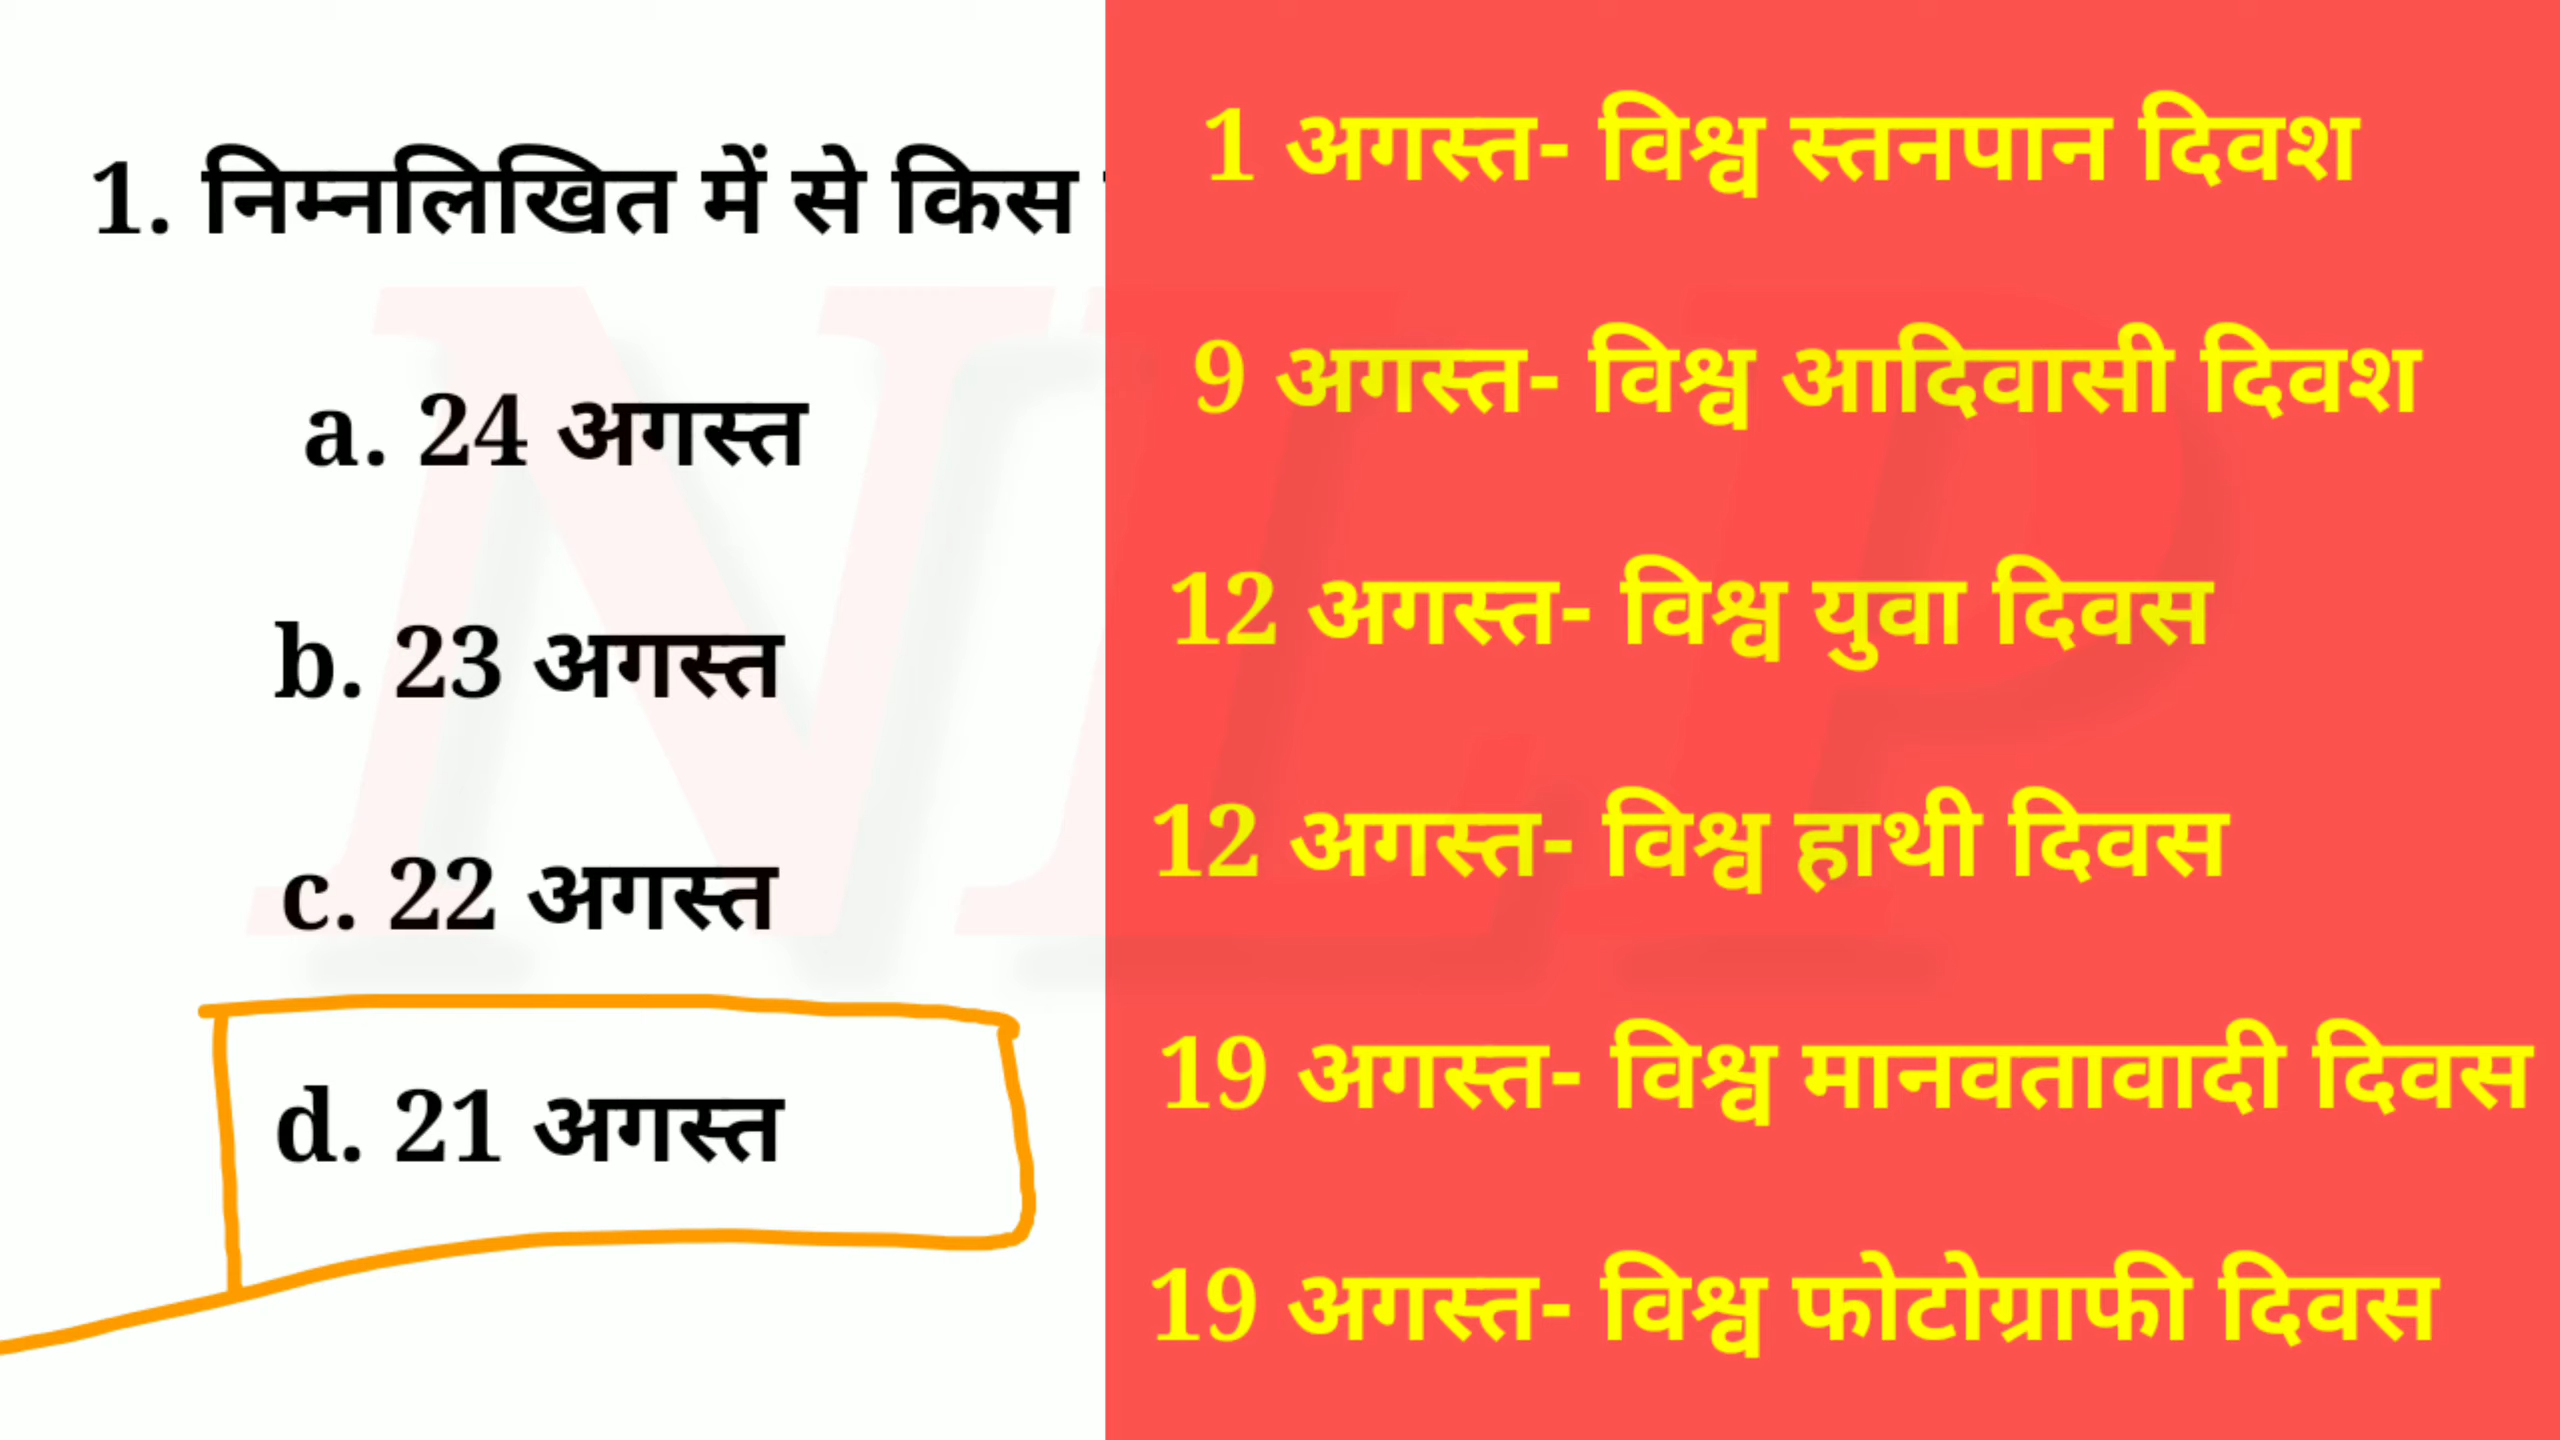 1. निम्नलिखित में से किस
a. 24 अगस्त
b. 23 अगस्त
c. 22 अगस्त
d. 21 अगस्त
1 अगस्त- विश्व स्तनपान दिवश
9 अगस्त- विश्व आदिवासी दिवश
12 अगस्त- विश्व युवा दिवस
12 अगस्त- विश्व हाथी दिवस
19 अगस्त- विश्व मानवतावादी दिवस
19 अगस्त- विश्व फोटोग्राफी दिवस